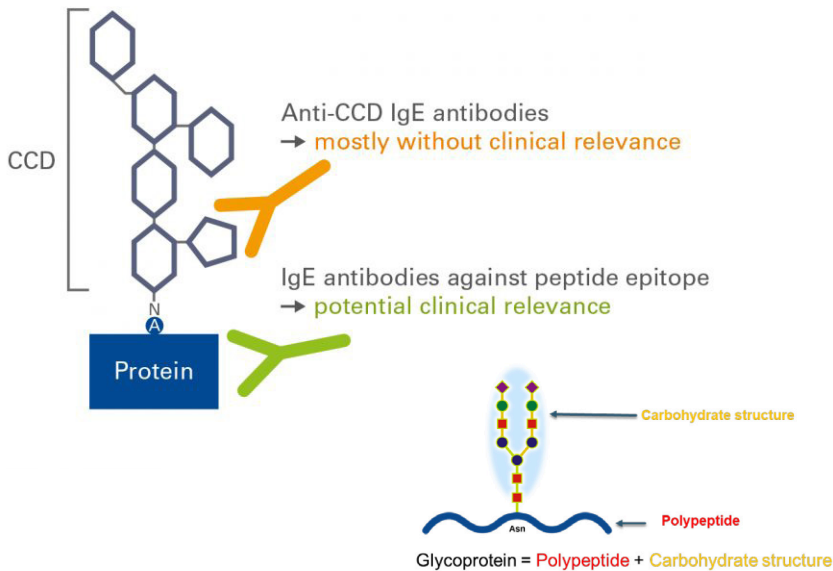 Anti-CCD IgE antibodies
→ mostly without clinical relevance
CCD
IgE antibodies against peptide epitope
→ potential clinical relevance
N
A
Protein
Carbohydrate structure
Asn
Polypeptide
Glycoprotein = Polypeptide + Carbohydrate structure